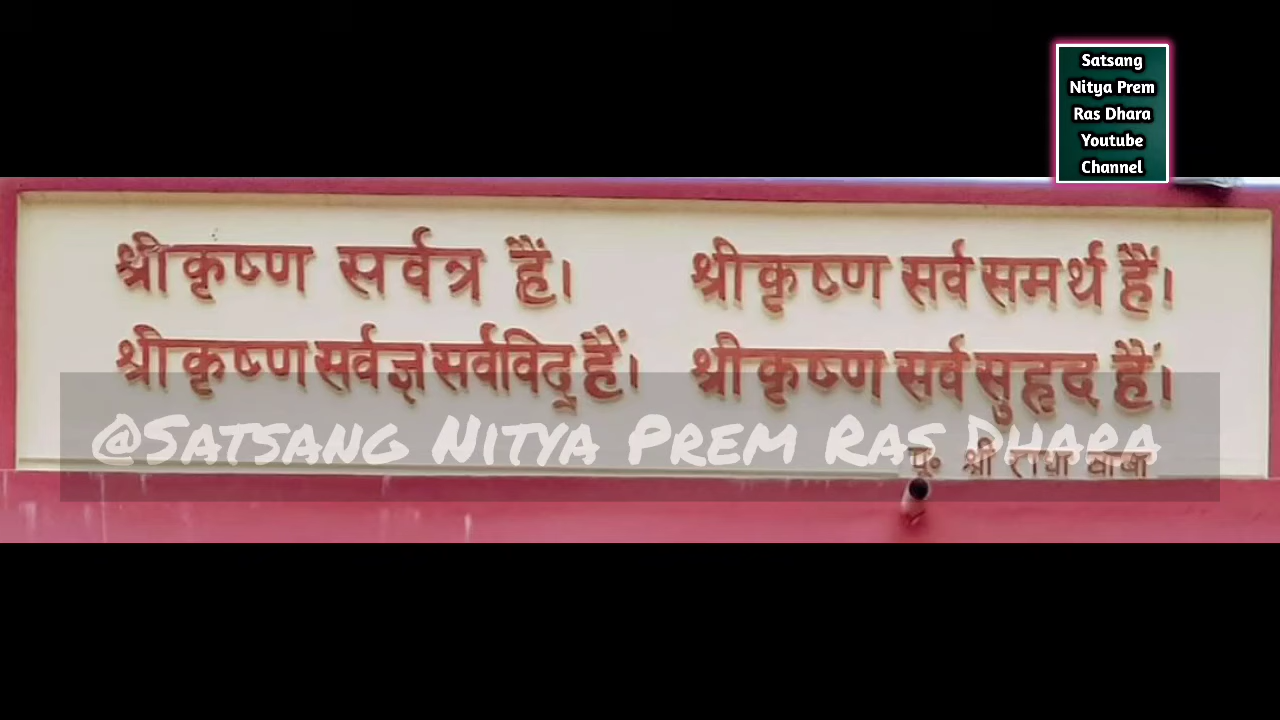 Satsang
Nitya Prem
Ras Dhara
Youtube
Channel
श्रीकृष्ण सर्वत्र हैं। श्रीकृष्ण सर्वसमर्थ हैं।
श्रीकृष्ण सर्वज्ञ सर्वविद् हैं। श्रीकृष्ण सर्वसुहृद हैं।
@Satsang Nitya Prem Ras Dhara
पू० श्री राधा बाबा